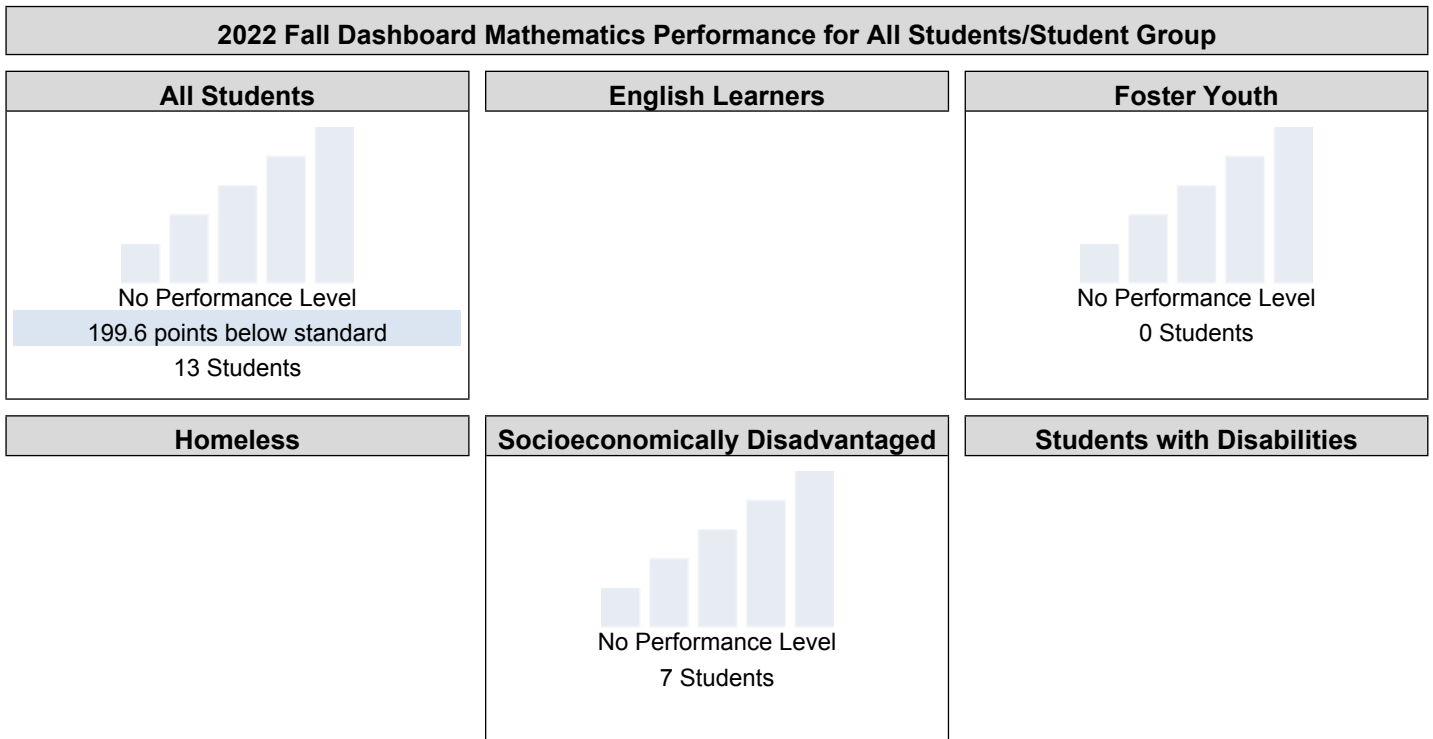 2022 Fall Dashboard Mathematics Performance for All Students/Student Group
All Students
No Performance Level
199.6 points below standard
13 Students
English Learners
Foster Youth
No Performance Level
0 Students
Homeless
Socioeconomically Disadvantaged
No Performance Level
7 Students
Students with Disabilities